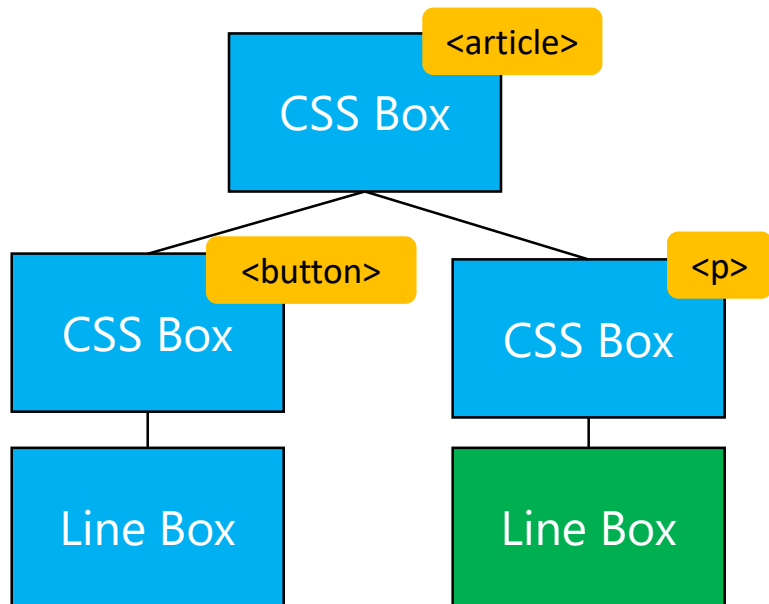 <article>
CSS Box
<button>
CSS Box
<p>
CSS Box
Line Box
Line Box